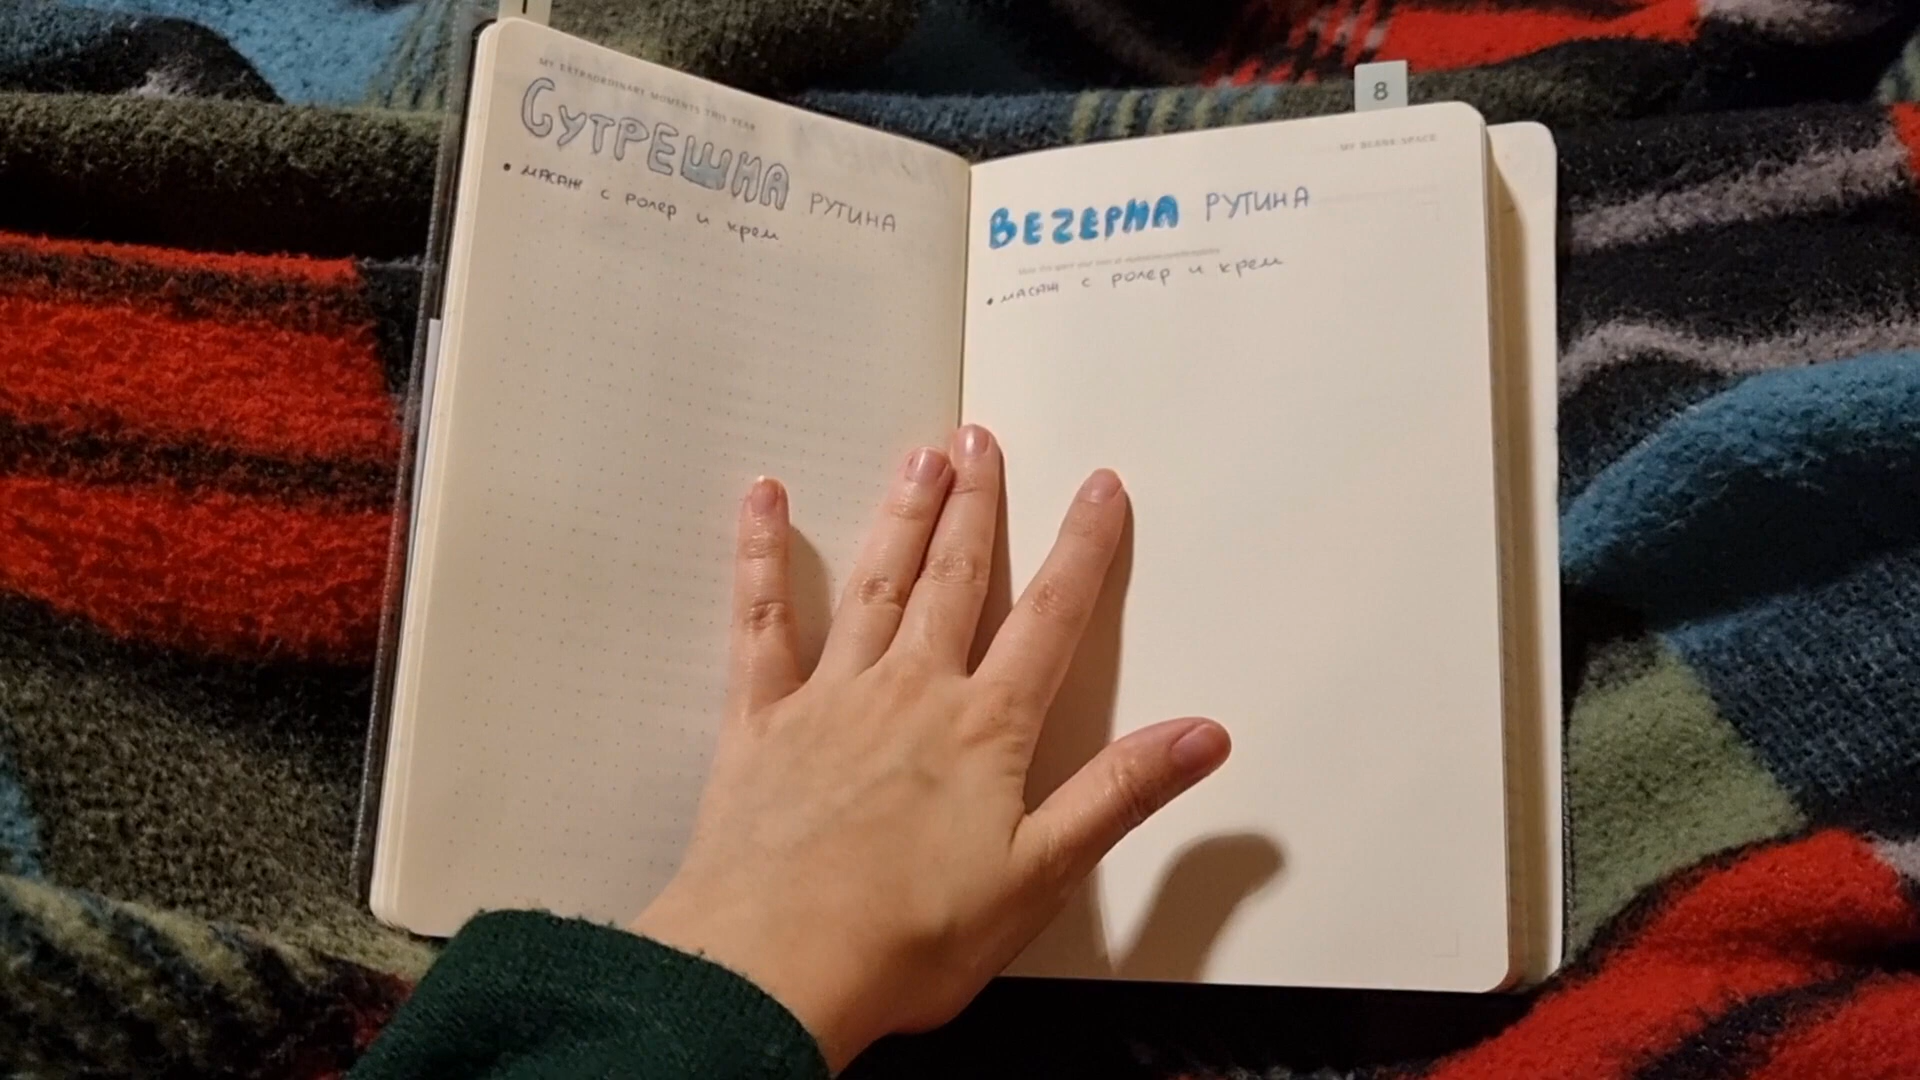 MY EXTRAORDINARY MOMENTS THIS YEAR
СУТРЕШНА РУТИНА
• масаж с ролер и крем
8
MY BLANK SPACE
ВЕЧЕРНА РУТИНА
• масаж с ролер и крем